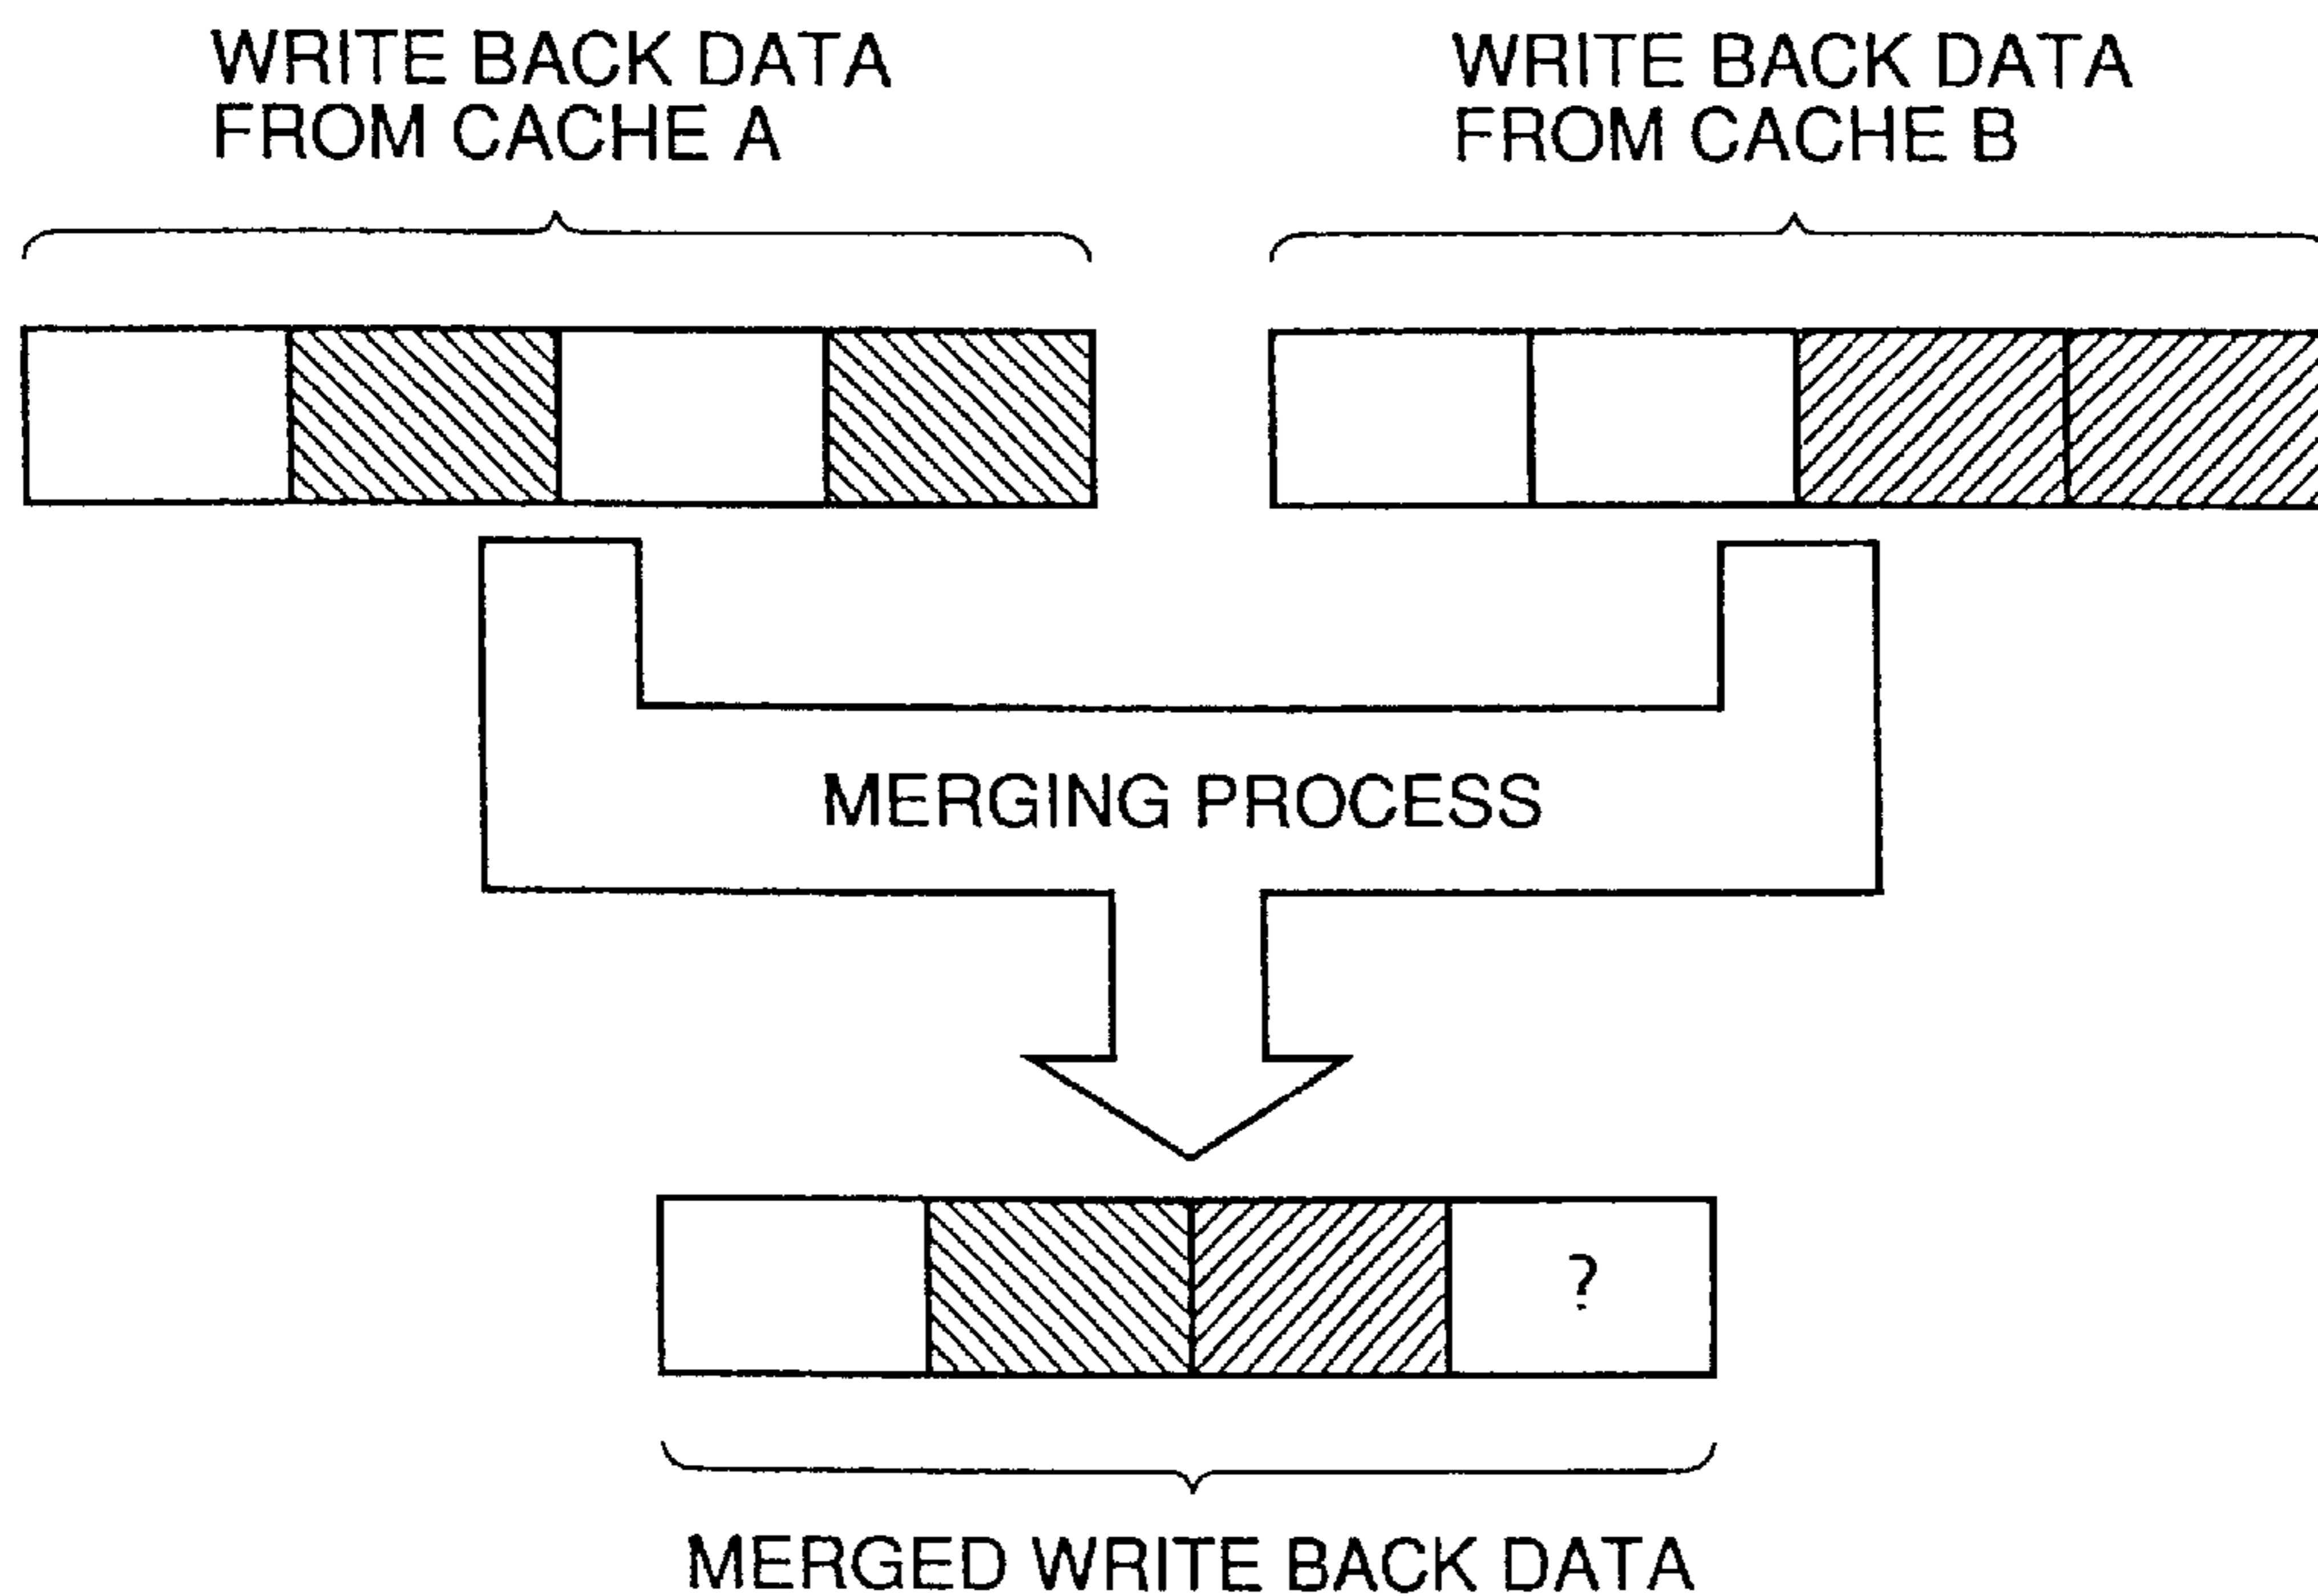 WRITE BACK DATA
FROM CACHE A
WRITE BACK DATA
FROM CACHE B
MERGING PROCESS
?
MERGED WRITE BACK DATA